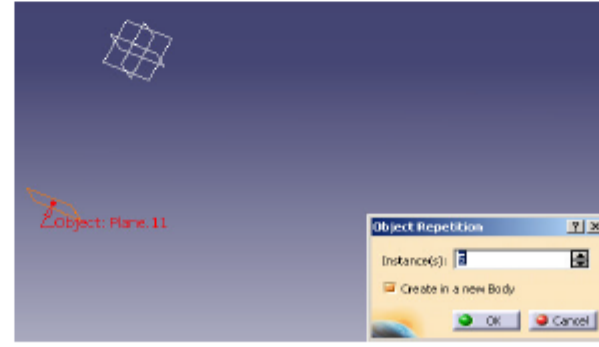 Object: Plane.11
Object Repetition
Instance(s):
Create in a new Body
OK
Cancel